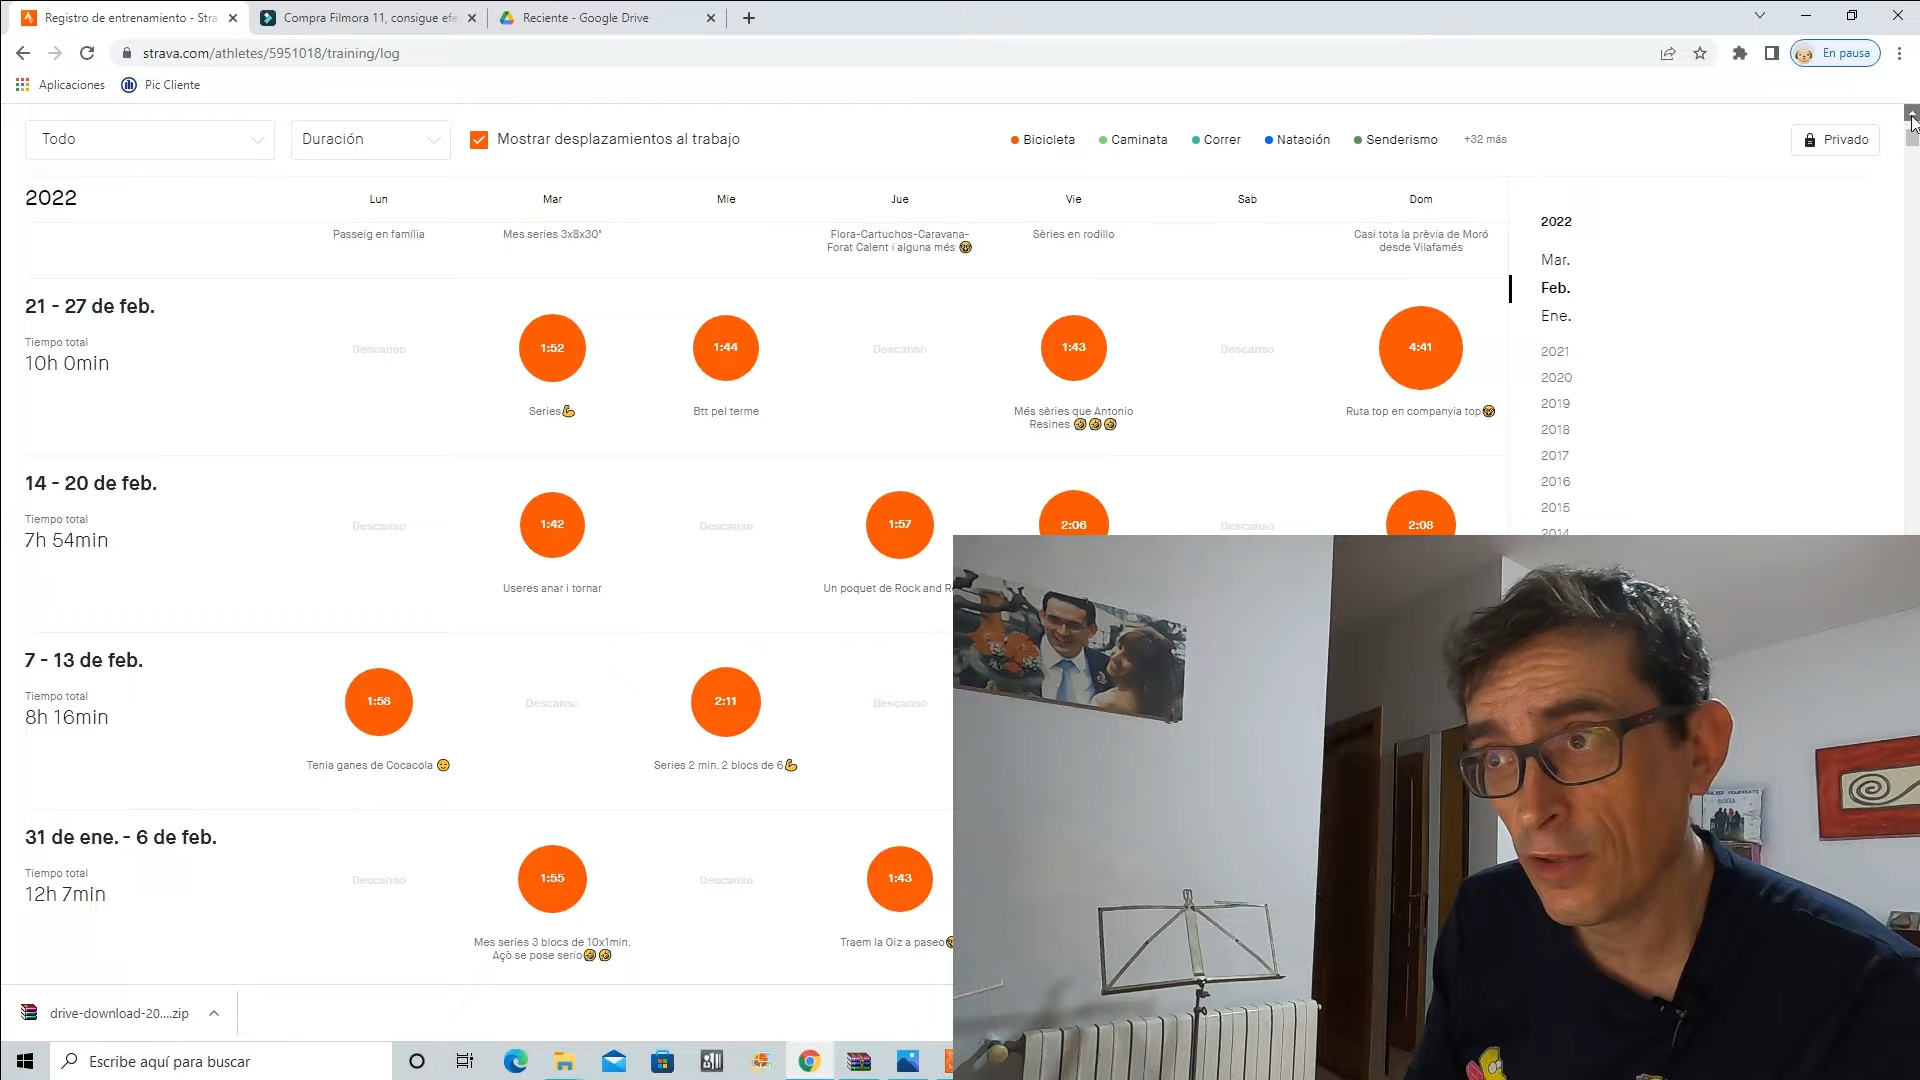 Registro de entrenamiento - Stra
Compra Filmora 11, consigue efe
Reciente - Google Drive
strava.com/athletes/5951018/training/log
En pausa
Aplicaciones
Pic Cliente
Todo
Duración
Mostrar desplazamientos al trabajo
Bicicleta
Caminata
Correr
Natación
Senderismo
+32 más
Privado
2022
Lun
Mar
Mie
Jue
Vie
Sab
Dom
Passeig en família
Mes series 3x8x30"
Flora-Cartuchos-Caravana-
Forat Calent i alguna més
Sèries en rodillo
Casi tota la prèvia de Moró
desde Vilafamés
21 - 27 de feb.
Tiempo total
10h 0min
Descanso
1:52
1:44
Descanso
1:43
Descanso
4:41
Series
Btt pel terme
Més sèries que Antonio
Resines
Ruta top en companyia top
14 - 20 de feb.
Tiempo total
7h 54min
Descanso
1:42
Descanso
1:57
2:06
Descanso
2:08
Useres anar i tornar
Un poquet de Rock and R
7 - 13 de feb.
Tiempo total
8h 16min
1:58
Descanso
2:11
Descanso
Tenia ganes de Cocacola
Series 2 min. 2 blocs de 6
31 de ene. - 6 de feb.
Tiempo total
12h 7min
Descanso
1:55
Descanso
1:43
Mes series 3 blocs de 10x1min.
Açò se pose serio
Traem la Oiz a paseo
2022
Mar.
Feb.
Ene.
2021
2020
2019
2018
2017
2016
2015
2014
drive-download-20....zip
Escribe aquí para buscar